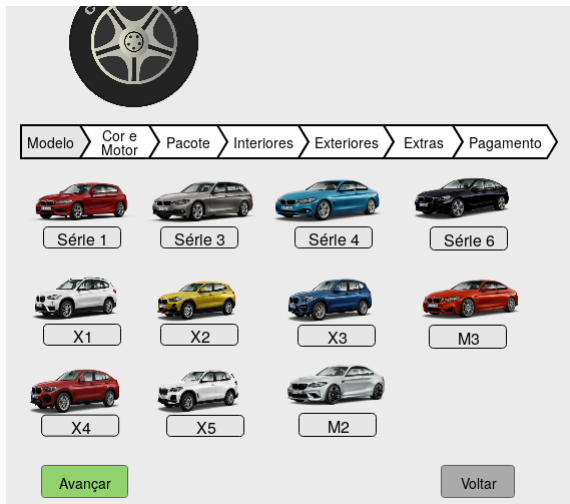 Modelo
Cor e
Motor
Pacote
Interiores
Exteriores
Extras
Pagamento
Série 1
Série 3
Série 4
Série 6
X1
X2
X3
M3
X4
X5
M2
Avançar
Voltar